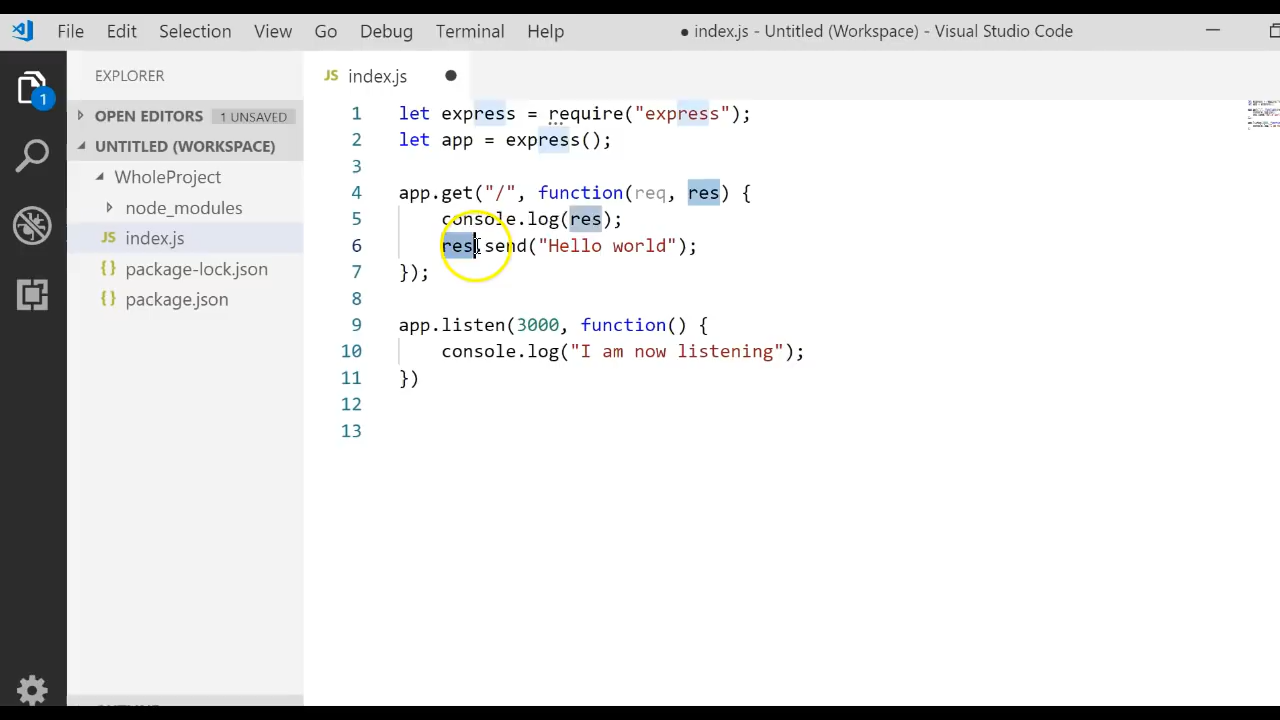 File Edit Selection View Go Debug Terminal Help ● index.js - Untitled (Workspace) - Visual Studio Code
1
EXPLORER
OPEN EDITORS 1 UNSAVED
UNTITLED (WORKSPACE)
WholeProject
node_modules
JS index.js
{} package-lock.json
{} package.json
JS index.js
1 let express = require("express");
2 let app = express();
3
4 app.get("/", function(req, res) {
5 console.log(res);
6 res.send("Hello world");
7 });
8
9 app.listen(3000, function() {
10 console.log("I am now listening");
11 })
12
13